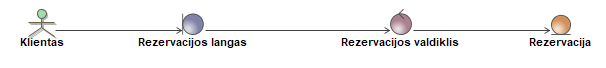 Klientas
Rezervacijos langas
Rezervacijos valdiklis
Rezervacija